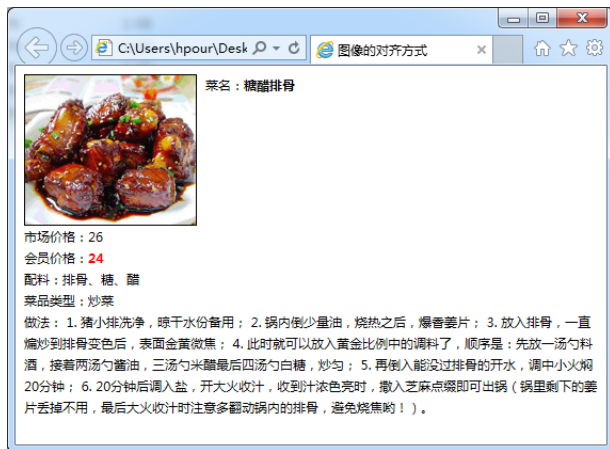 C:\Users\hpour\Desk
图像的对齐方式
菜名：糖醋排骨
市场价格：26
会员价格：24
配料：排骨、糖、醋
菜品类型：炒菜
做法： 1. 猪小排洗净，晾干水份备用； 2. 锅内倒少量油，烧热之后，爆香姜片； 3. 放入排骨，一直
煸炒到排骨变色后，表面金黄微焦； 4. 此时就可以放入黄金比例中的调料了，顺序是：先放一汤勺料
酒，接着两汤勺酱油，三汤勺米醋最后四汤勺白糖，炒匀； 5. 再倒入能没过排骨的开水，调中小火焖
20分钟； 6. 20分钟后调入盐，开大火收汁，收到汁浓色亮时，撒入芝麻点缀即可出锅（锅里剩下的姜
片丢掉不用，最后大火收汁时注意多翻动锅内的排骨，避免烧焦哟！）。